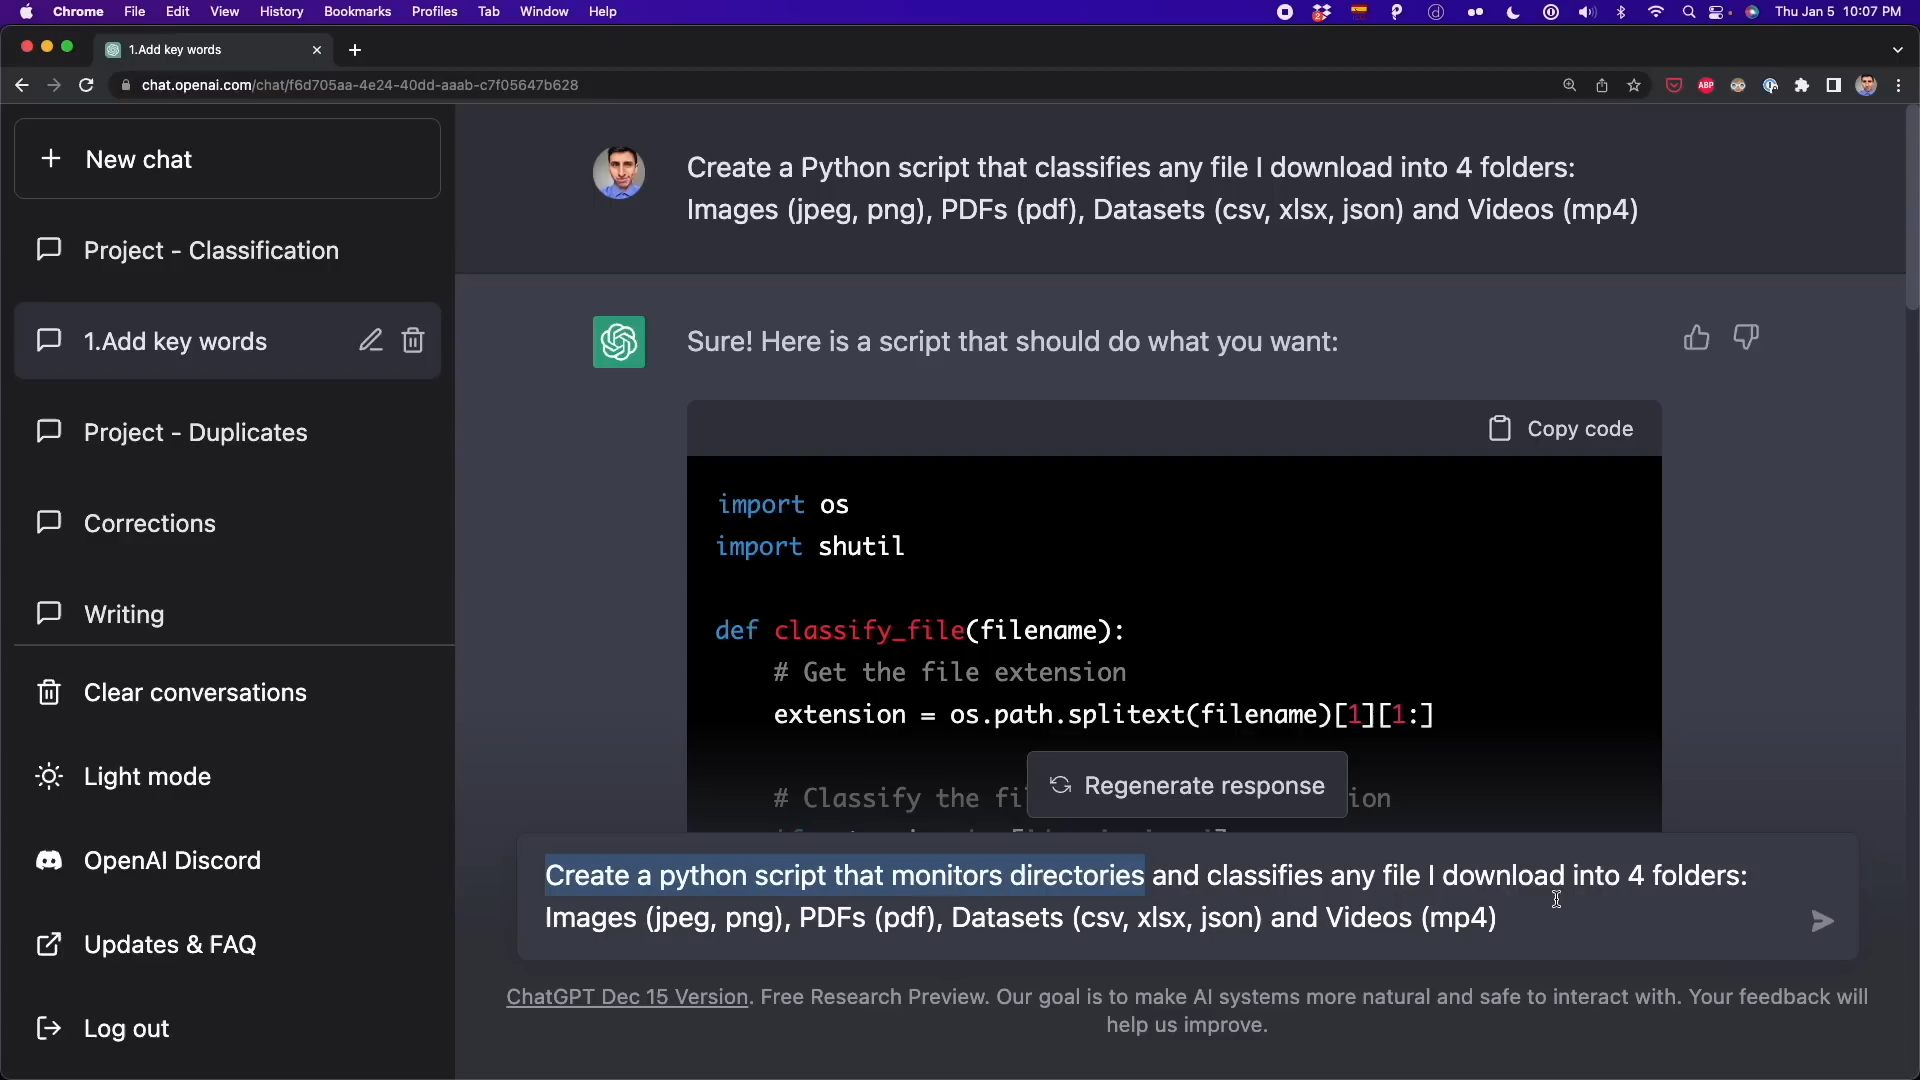 Chrome File Edit View History Bookmarks Profiles Tab Window Help
Thu Jan 5 10:07 PM
1.Add key words
chat.openai.com/chat/f6d705aa-4e24-40dd-aaab-c7f05647b628
ABP
New chat
Project - Classification
1.Add key words
Project - Duplicates
Corrections
Writing
Clear conversations
Light mode
OpenAI Discord
Updates & FAQ
Log out
Create a Python script that classifies any file I download into 4 folders:
Images (jpeg, png), PDFs (pdf), Datasets (csv, xlsx, json) and Videos (mp4)
Sure! Here is a script that should do what you want:
Copy code
import os
import shutil
def classify_file(filename):
# Get the file extension
extension = os.path.splitext(filename)[1][1:]
# Classify the fi
ion
Regenerate response
Create a python script that monitors directories and classifies any file I download into 4 folders:
Images (jpeg, png), PDFs (pdf), Datasets (csv, xlsx, json) and Videos (mp4)
ChatGPT Dec 15 Version. Free Research Preview. Our goal is to make AI systems more natural and safe to interact with. Your feedback will
help us improve.